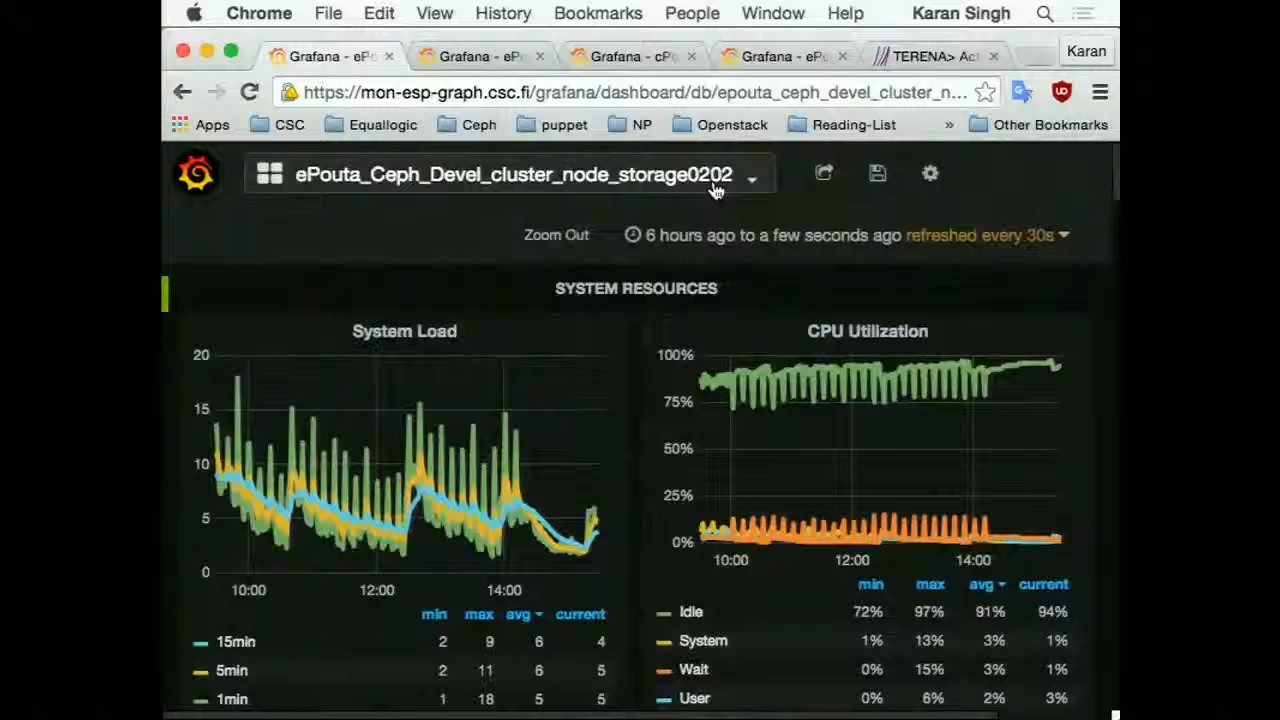 Chrome File Edit View History Bookmarks People Window Help Karan Singh
Grafana - ePo × Grafana - eP × Grafana - cP × Grafana - ePo × TERENA> Act × Karan
https://mon-esp-graph.csc.fi/grafana/dashboard/db/epouta_ceph_devel_cluster_n...
Apps CSC Equallogic Ceph puppet NP Openstack Reading-List » Other Bookmarks
ePouta_Ceph_Devel_cluster_node_storage0202
Zoom Out 6 hours ago to a few seconds ago refreshed every 30s
SYSTEM RESOURCES
System Load CPU Utilization
20 100%
15 75%
10 50%
5 25%
0 0%
10:00 12:00 14:00 10:00 12:00 14:00
min max avg current min max avg current
Idle 72% 97% 91% 94%
15min 2 9 6 4 System 1% 13% 3% 1%
5min 2 11 6 5 Wait 0% 15% 3% 1%
1min 1 18 5 5 User 0% 6% 2% 3%